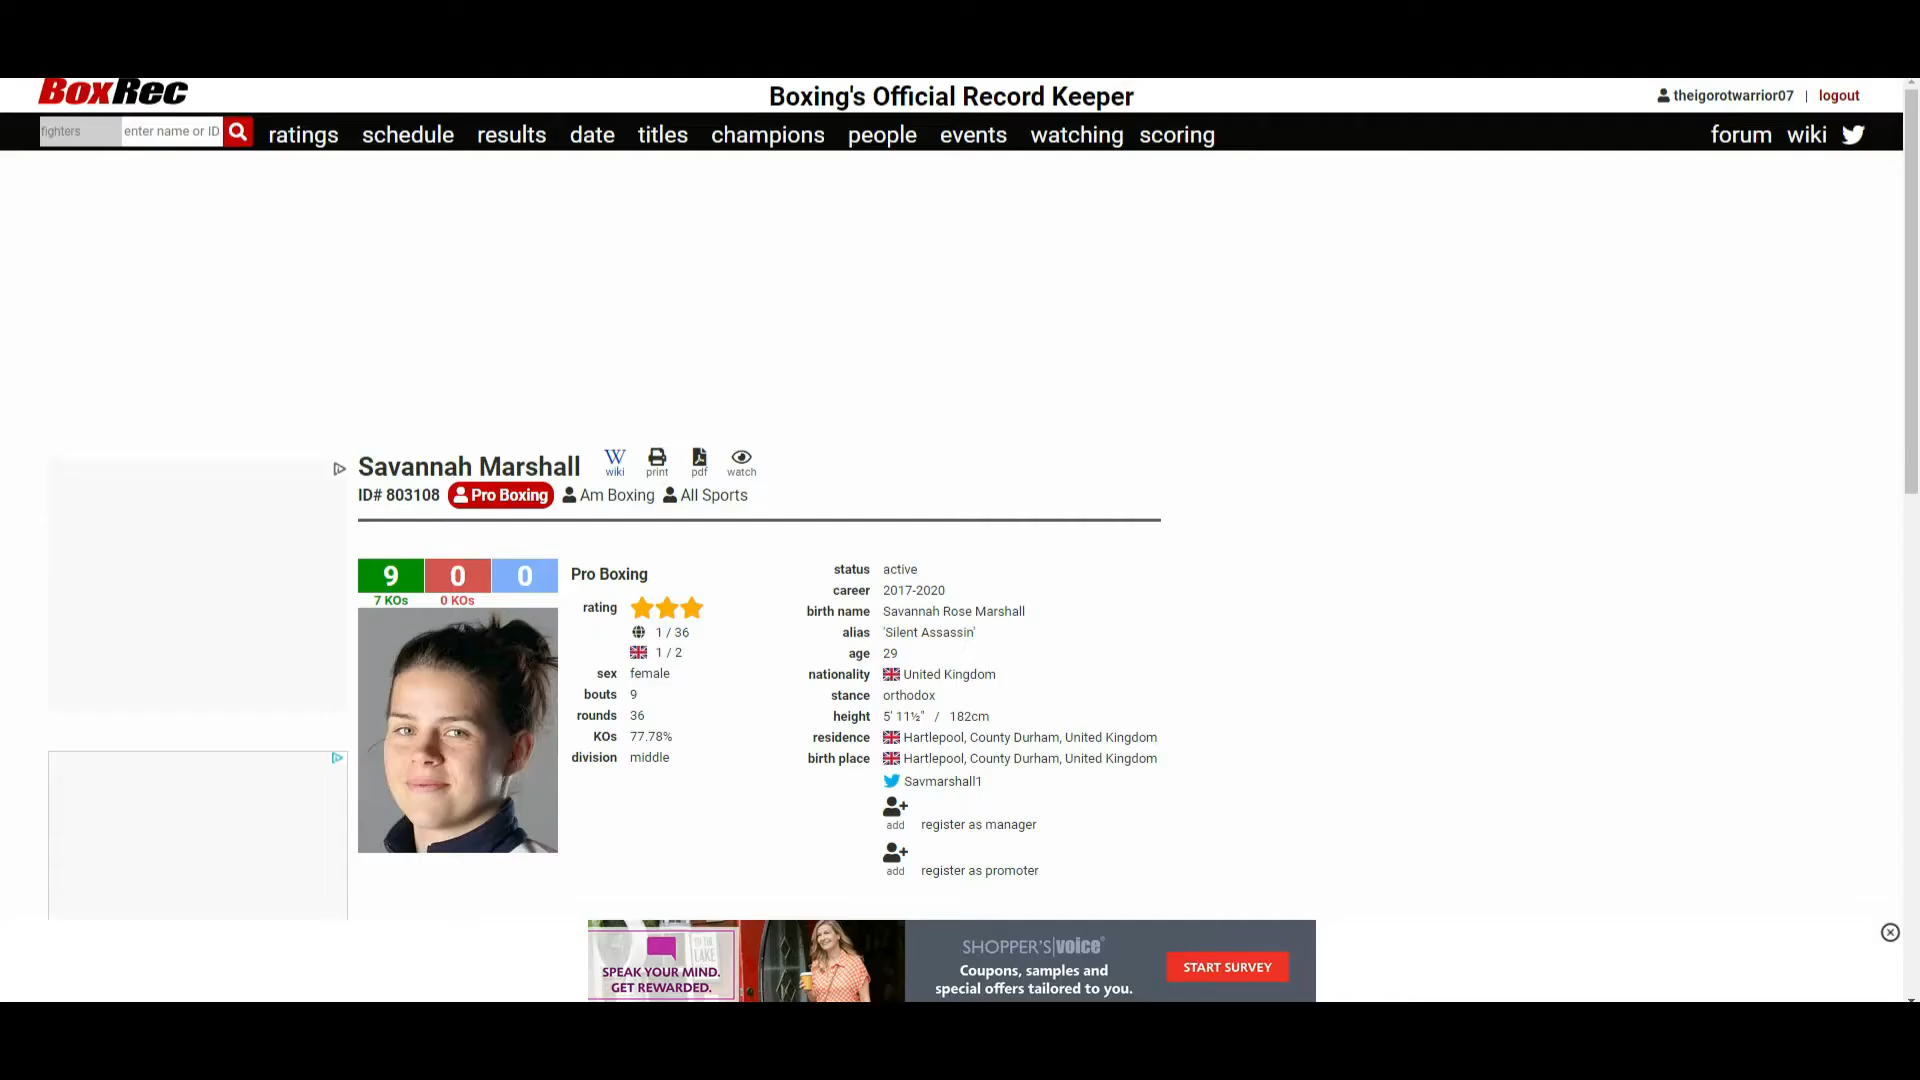 BoxRec
Boxing's Official Record Keeper
theigorotwarrior07 | logout
fighters enter name or ID ratings schedule results date titles champions people events watching scoring forum wiki
Savannah Marshall
W
wiki print pdf watch
ID# 803108 Pro Boxing Am Boxing All Sports
9 0 0
7 KOs 0 KOs
Pro Boxing
rating
1 / 36
1 / 2
sex female
bouts 9
rounds 36
KOs 77.78%
division middle
status active
career 2017-2020
birth name Savannah Rose Marshall
alias 'Silent Assassin'
age 29
nationality United Kingdom
stance orthodox
height 5' 11½" / 182cm
residence Hartlepool, County Durham, United Kingdom
birth place Hartlepool, County Durham, United Kingdom
Savmarshall1
add register as manager
add register as promoter
SPEAK YOUR MIND.
GET REWARDED.
SHOPPER'S|voice®
Coupons, samples and
special offers tailored to you.
START SURVEY